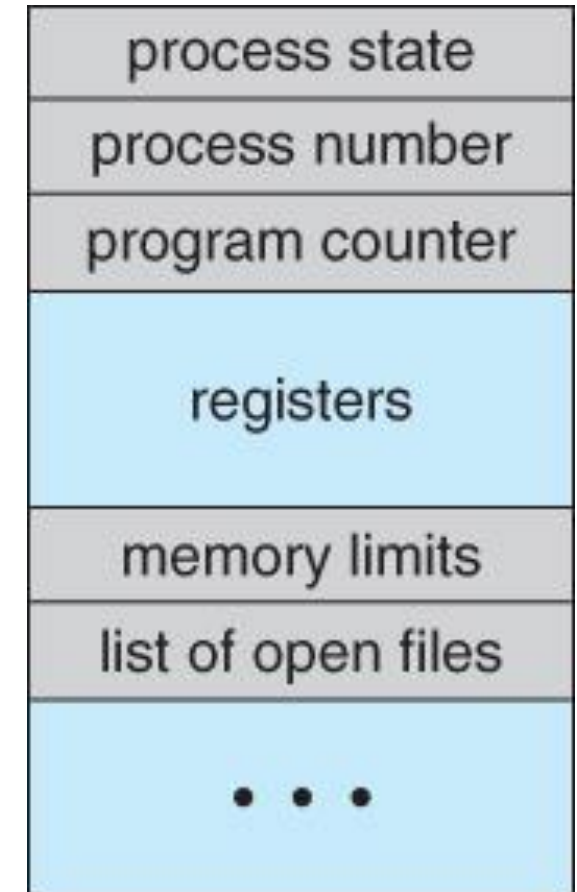 process state
process number
program counter
registers
memory limits
list of open files
• • •